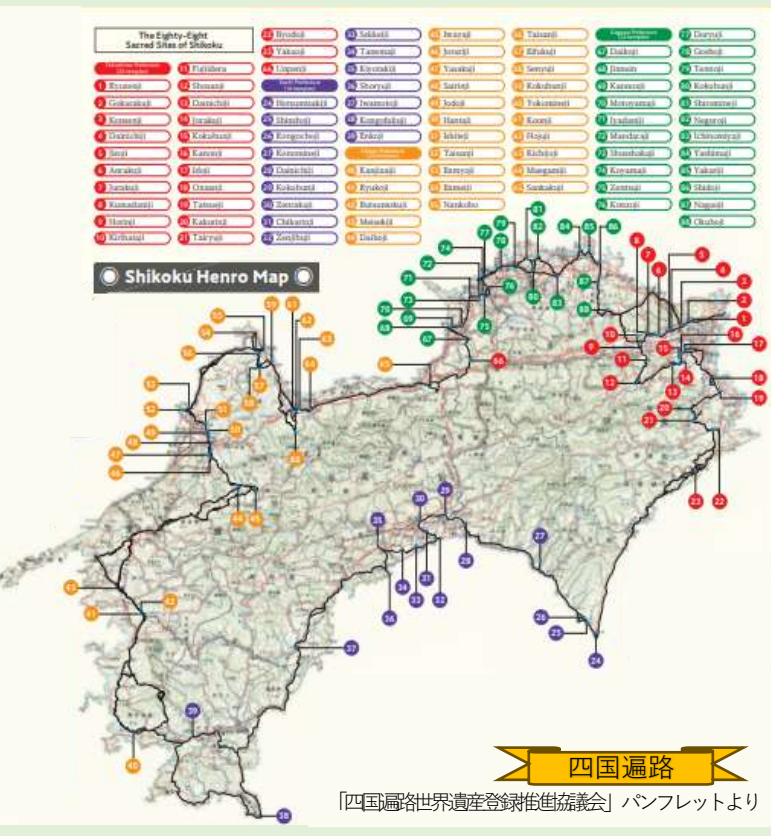 The Eighty-Eight
Sacred Sites of Shikoku
1 Ryozenji
2 Gokurakuji
3 Konsenji
4 Dainichiji
5 Jizoji
6 Anrakuji
7 Jurakuji
8 Kumadaniji
9 Horinji
10 Kirihataji
11 Fujiidera
12 Shosanji
13 Dainichiji
14 Jorakuji
15 Kokubunji
16 Kanonji
17 Idoji
18 Onzanji
19 Tatsueji
20 Kakurinji
21 Tairyuji
22 Byodoji
23 Yakuoji
66 Unpenji
24 Hotsumisakiji
25 Shinshoji
26 Kongochoji
27 Konomineji
28 Dainichiji
29 Kokubunji
30 Zenrakuji
31 Chikurinji
32 Zenjibuji
33 Sekkeiji
34 Tanemaji
35 Kiyotakiji
36 Shoryuji
37 Iwamotoji
38 Kongofukuji
39 Enkoji
40 Kanjizaiji
41 Ryukoji
42 Butsumokuji
43 Meisekiji
44 Daihoji
45 Iwayaji
46 Joruriji
47 Yasakaji
48 Sairinji
49 Jodoji
50 Hantaji
51 Ishiteji
52 Taisanji
53 Enmyoji
54 Enmeiji
55 Nankobo
56 Taisanji
57 Eifukuji
58 Senyuji
59 Kokubunji
60 Yokomineji
61 Koonji
62 Hojuji
63 Kichijoji
64 Maegamiji
65 Sankakuji
67 Daikoji
68 Jinnein
69 Kannonji
70 Motoyamaji
71 Iyadaniji
72 Mandaraji
73 Shusshakaji
74 Koyamaji
75 Zentsuji
76 Konzoji
77 Doryuji
78 Goshoji
79 Tennoji
80 Kokubunji
81 Shiromineji
82 Negoroji
83 Ichinomiyaji
84 Yashimaji
85 Yakuriji
86 Shidoji
87 Nagaoji
88 Okuboji
Shikoku Henro Map
四国遍路
「四国遍路世界遺産登録推進協議会」パンフレットより